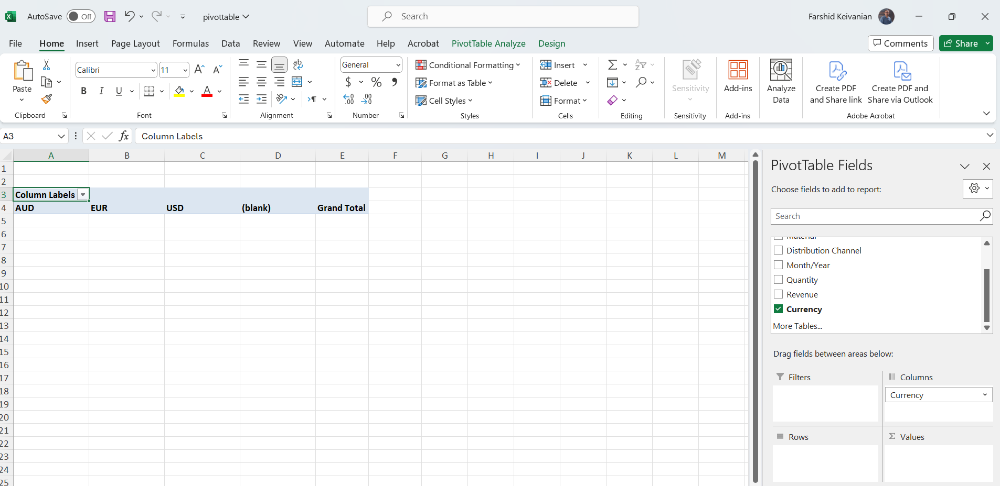 AutoSave Off pivottable Search Farshid Keivanian
File Home Insert Page Layout Formulas Data Review View Automate Help Acrobat PivotTable Analyze Design Comments Share
Paste
Clipboard
Calibri 11
B I U
Font
Alignment
General
$ % 9
Number
Conditional Formatting
Format as Table
Cell Styles
Styles
Insert
Delete
Format
Cells
Editing
Sensitivity
Sensitivity
Add-ins
Add-ins
Analyze
Data
Create PDF
and Share link
Create PDF and
Share via Outlook
Adobe Acrobat
A3 fx Column Labels
A B C D E F G H I J K L M
1
2
3 Column Labels
4 AUD EUR USD (blank) Grand Total
5
6
7
8
9
10
11
12
13
14
15
16
17
18
19
20
21
22
23
24
25
PivotTable Fields
Choose fields to add to report:
Search
Material
Distribution Channel
Month/Year
Quantity
Revenue
Currency
More Tables...
Drag fields between areas below:
Filters
Columns
Currency
Rows
Σ Values